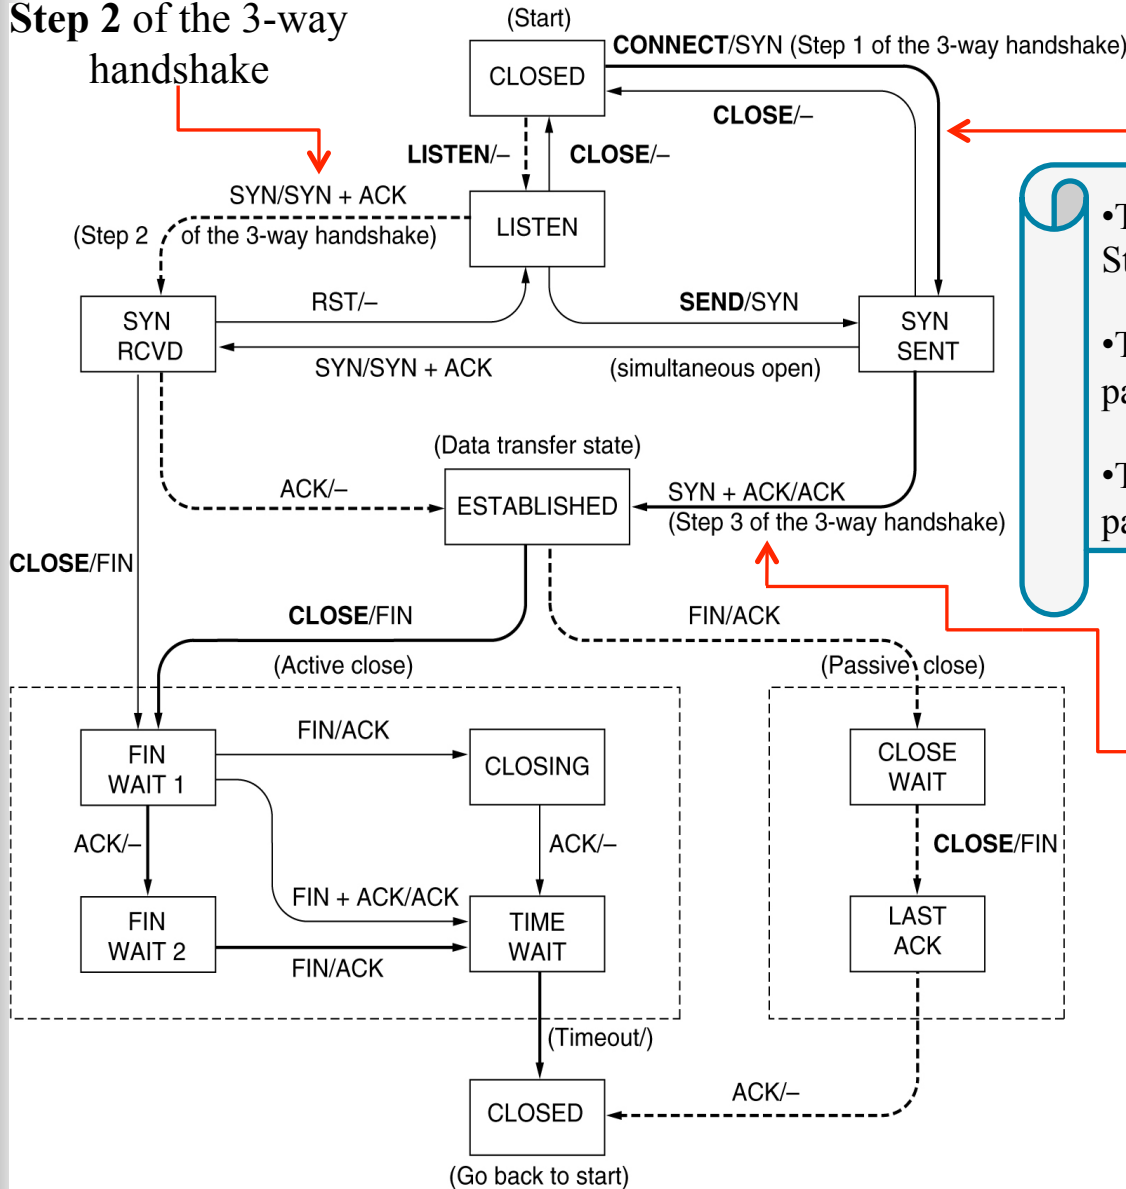 Step 2 of the 3-way
handshake
(Start)
CLOSED
CONNECT/SYN (Step 1 of the 3-way handshake)
CLOSE/–
LISTEN/–
CLOSE/–
SYN/SYN + ACK
LISTEN
(Step 2 of the 3-way handshake)
RST/–
SEND/SYN
SYN
RCVD
SYN
SENT
SYN/SYN + ACK
(simultaneous open)
(Data transfer state)
ACK/–
ESTABLISHED
SYN + ACK/ACK
(Step 3 of the 3-way handshake)
CLOSE/FIN
CLOSE/FIN
FIN/ACK
(Active close)
(Passive close)
FIN
WAIT 1
FIN/ACK
CLOSING
CLOSE
WAIT
ACK/–
ACK/–
CLOSE/FIN
FIN + ACK/ACK
FIN
WAIT 2
TIME
WAIT
LAST
ACK
FIN/ACK
(Timeout/)
CLOSED
ACK/–
(Go back to start)